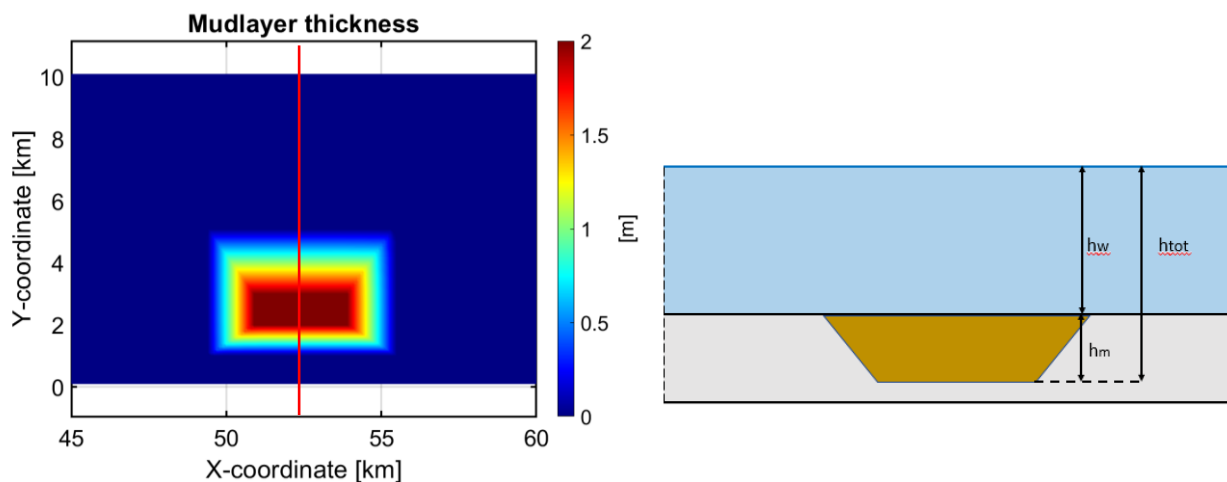 Mudlayer thickness
10
8
6
4
2
0
Y-coordinate [km]
45
50
55
60
X-coordinate [km]
2
1.5
1
0.5
0
[m]
hw
htot
hm